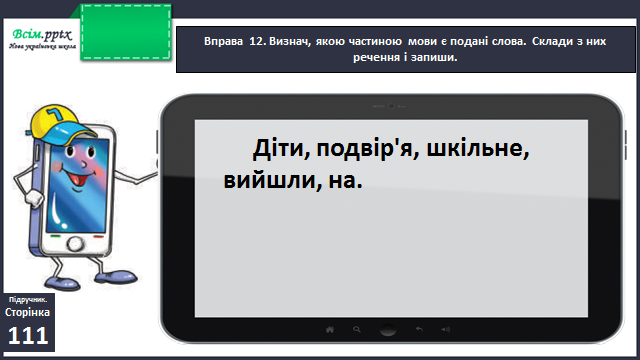 Всім.pptx
Нова українська школа
Вправа 12. Визнач, якою частиною мови є подані слова. Склади з них
речення і запиши.
Діти, подвір'я, шкільне,
вийшли, на.
Підручник.
Сторінка
111